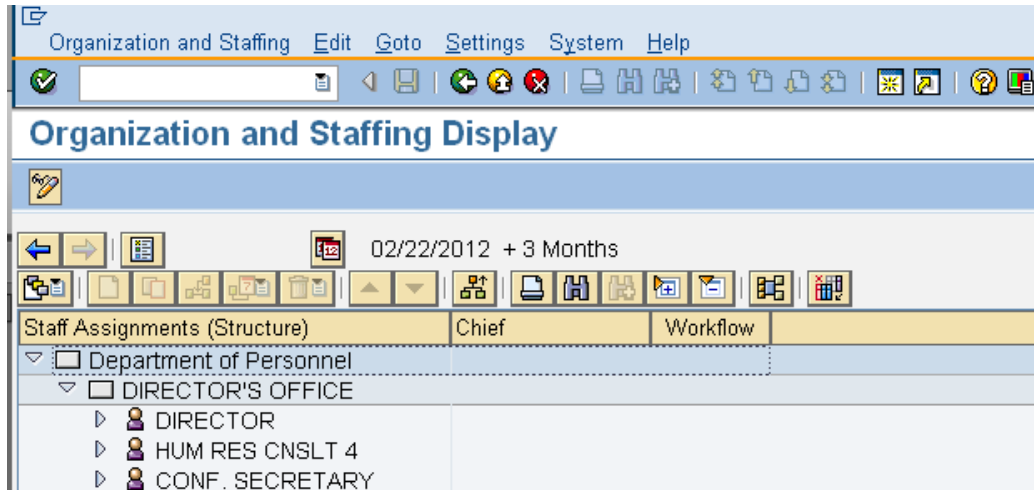 Organization and Staffing Edit Goto Settings System Help
Organization and Staffing Display
02/22/2012 + 3 Months
Staff Assignments (Structure) Chief Workflow
Department of Personnel
DIRECTOR'S OFFICE
DIRECTOR
HUM RES CNSLT 4
CONF. SECRETARY